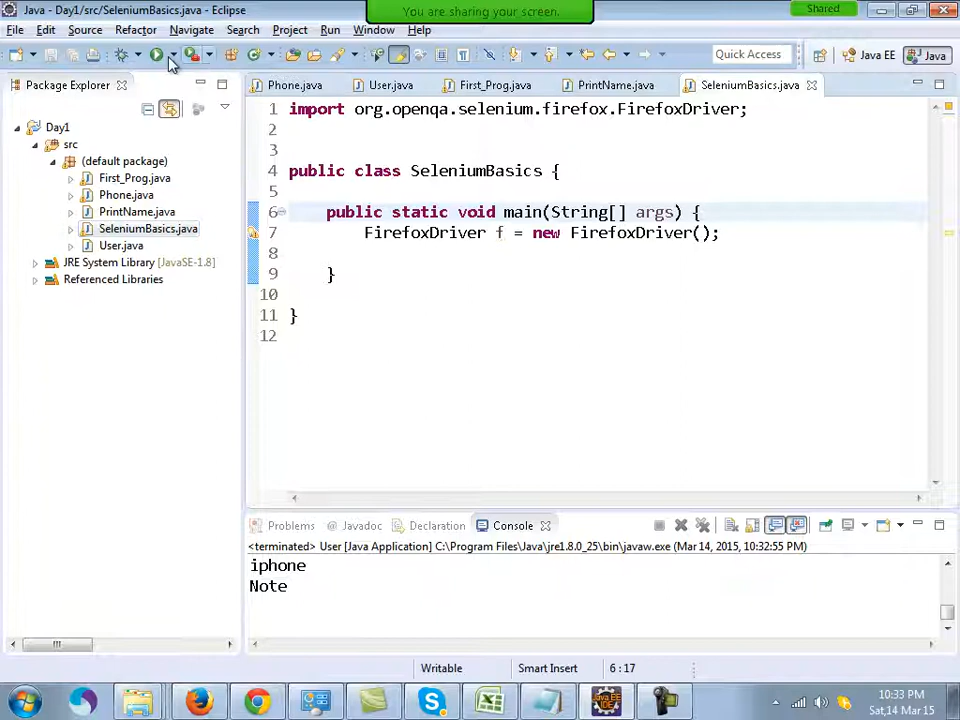 Java - Day1/src/SeleniumBasics.java - Eclipse
You are sharing your screen.
Shared
File Edit Source Refactor Navigate Search Project Run Window Help
Quick Access
Java EE
Java
Package Explorer
Phone.java
User.java
First_Prog.java
PrintName.java
SeleniumBasics.java
Day1
src
(default package)
First_Prog.java
Phone.java
PrintName.java
SeleniumBasics.java
User.java
JRE System Library [JavaSE-1.8]
Referenced Libraries
1 import org.openqa.selenium.firefox.FirefoxDriver;
2
3
4 public class SeleniumBasics {
5
6 public static void main(String[] args) {
7 FirefoxDriver f = new FirefoxDriver();
8
9 }
10
11 }
12
Problems @ Javadoc Declaration Console
<terminated> User [Java Application] C:\Program Files\Java\jre1.8.0_25\bin\javaw.exe (Mar 14, 2015, 10:32:55 PM)
iphone
Note
Writable
Smart Insert
6 : 17
10:33 PM
Sat,14 Mar 15